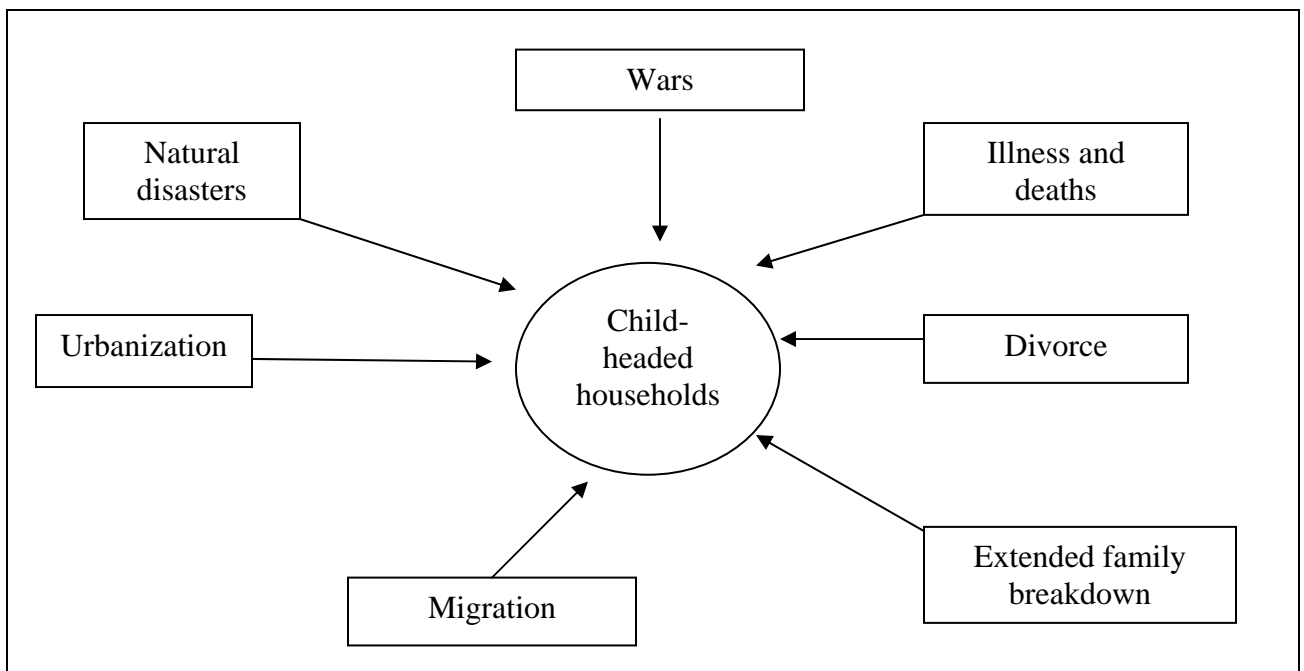 Wars
Natural
disasters
Illness and
deaths
Urbanization
Child-
headed
households
Divorce
Migration
Extended family
breakdown